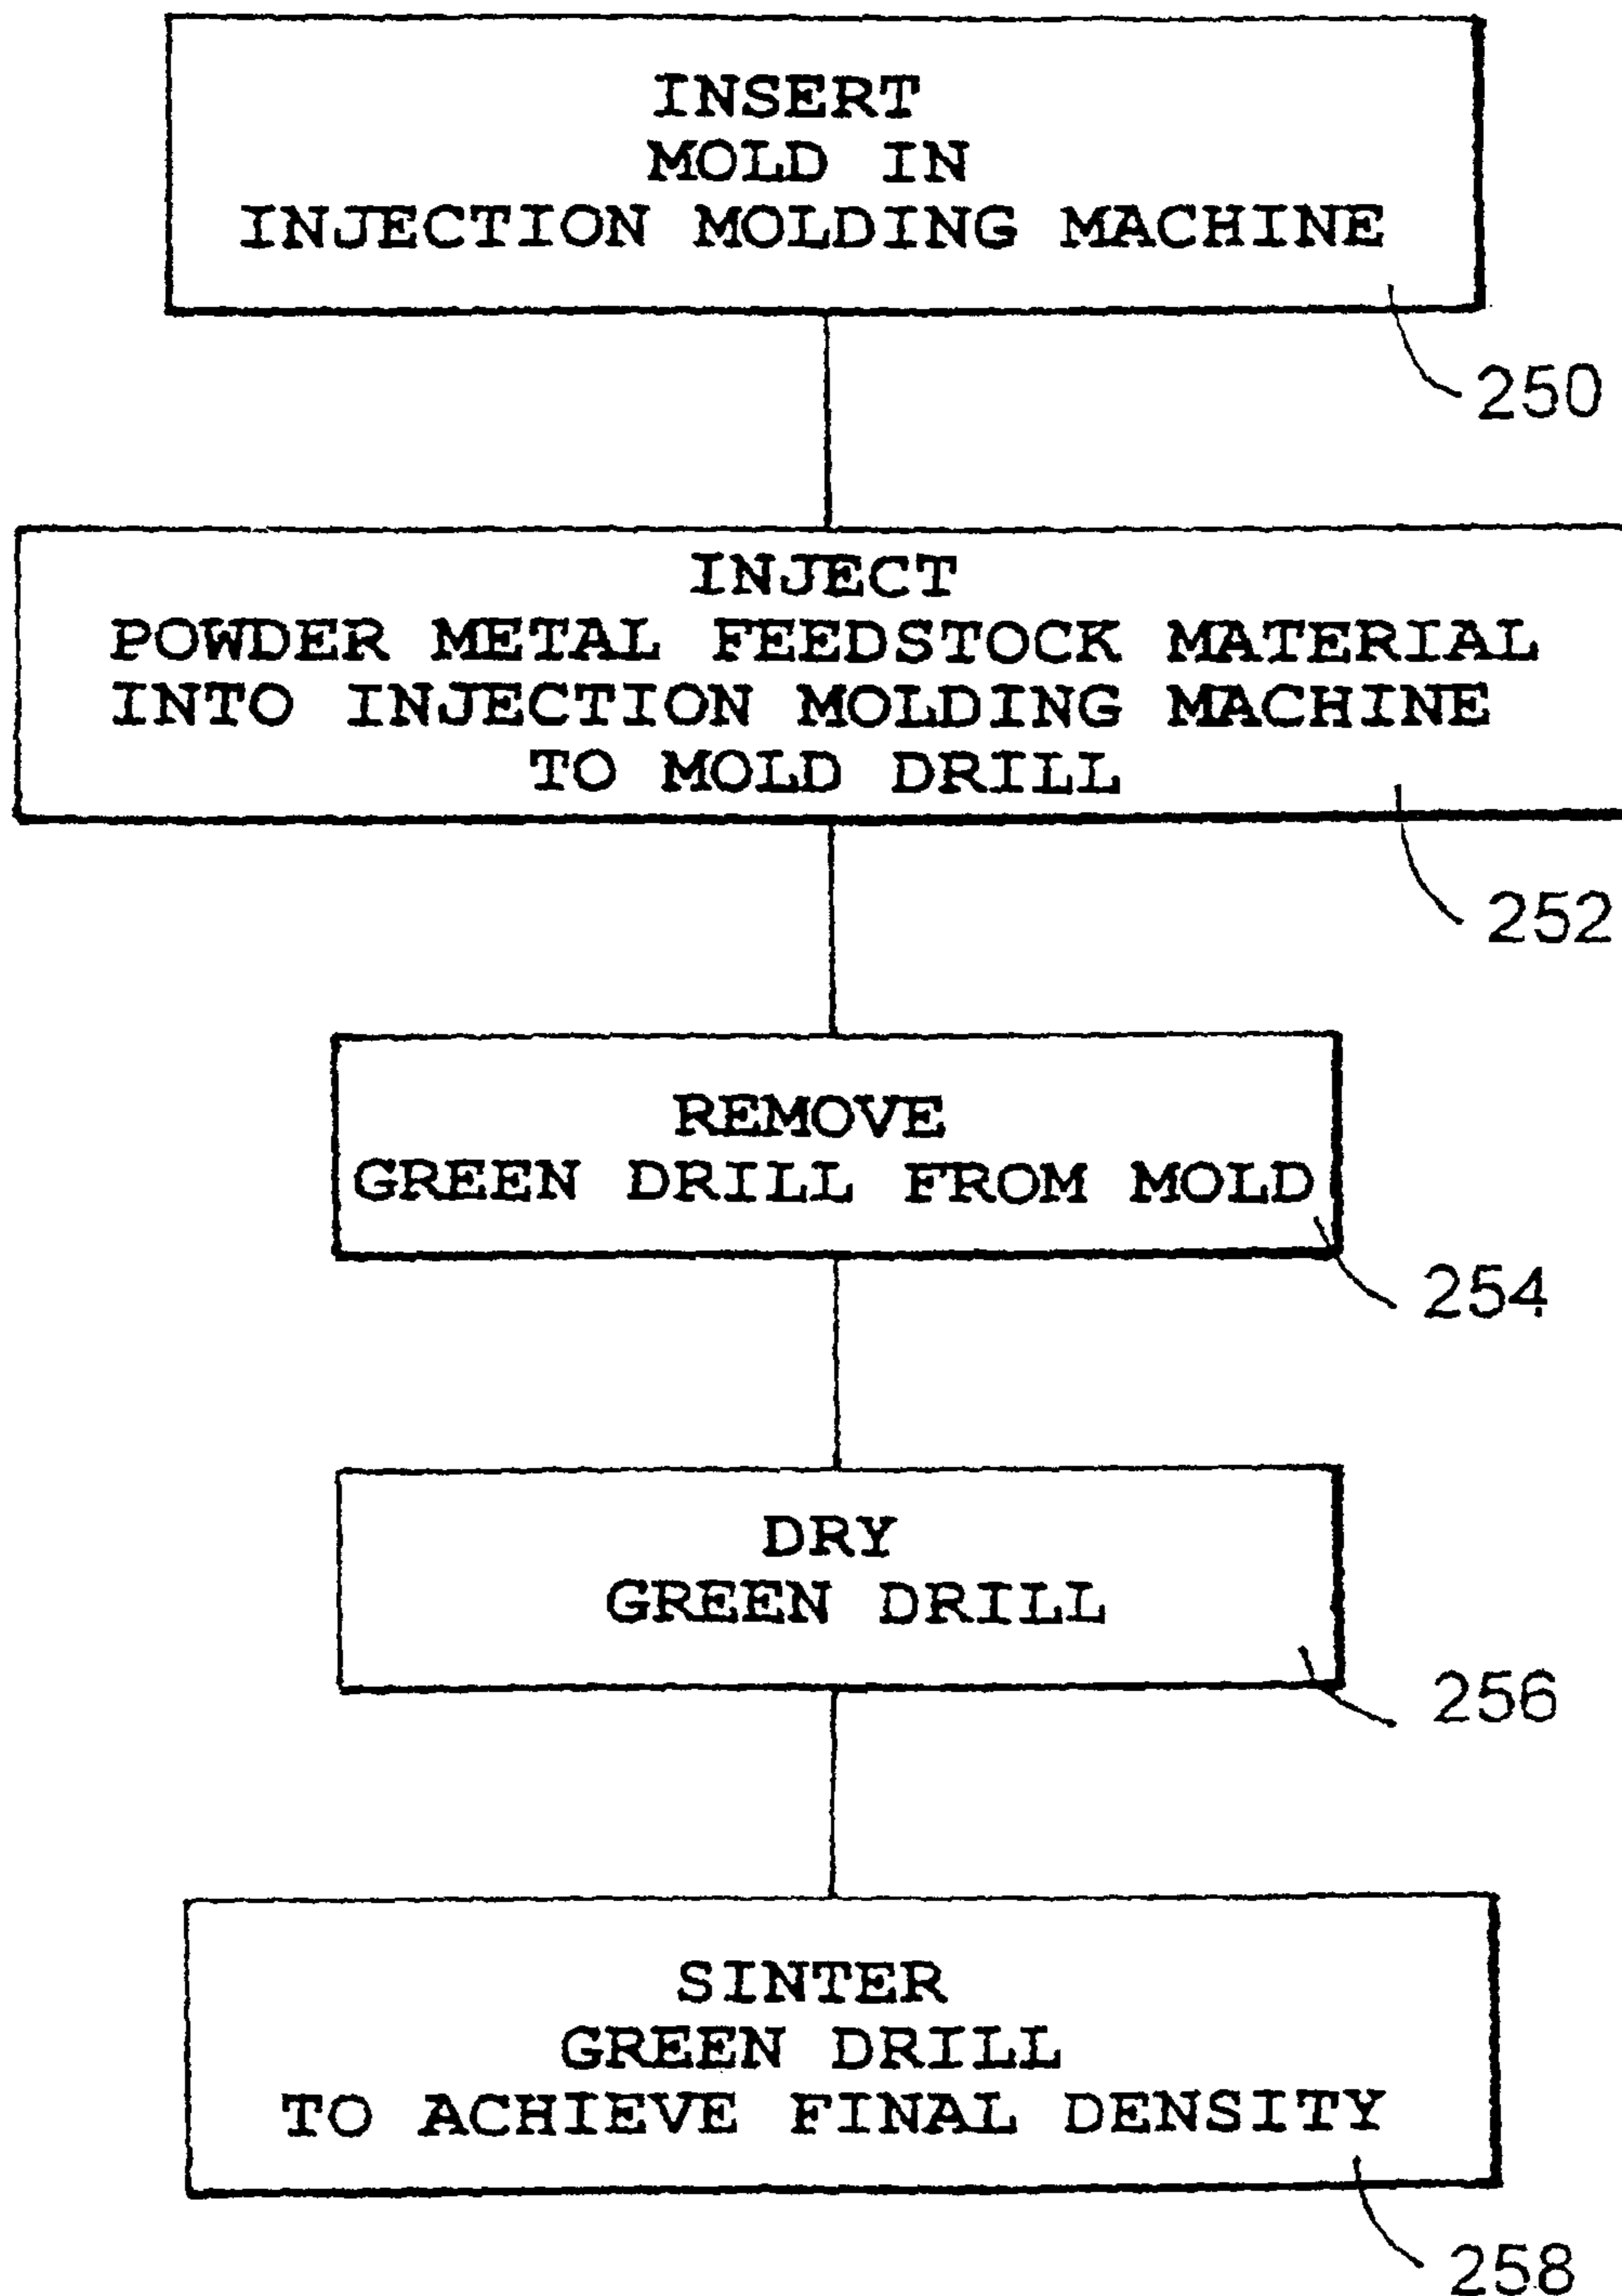 INSERT
MOLD IN
INJECTION MOLDING MACHINE
250
INJECT
POWDER METAL FEEDSTOCK MATERIAL
INTO INJECTION MOLDING MACHINE
TO MOLD DRILL
252
REMOVE
GREEN DRILL FROM MOLD
254
DRY
GREEN DRILL
256
SINTER
GREEN DRILL
TO ACHIEVE FINAL DENSITY
258